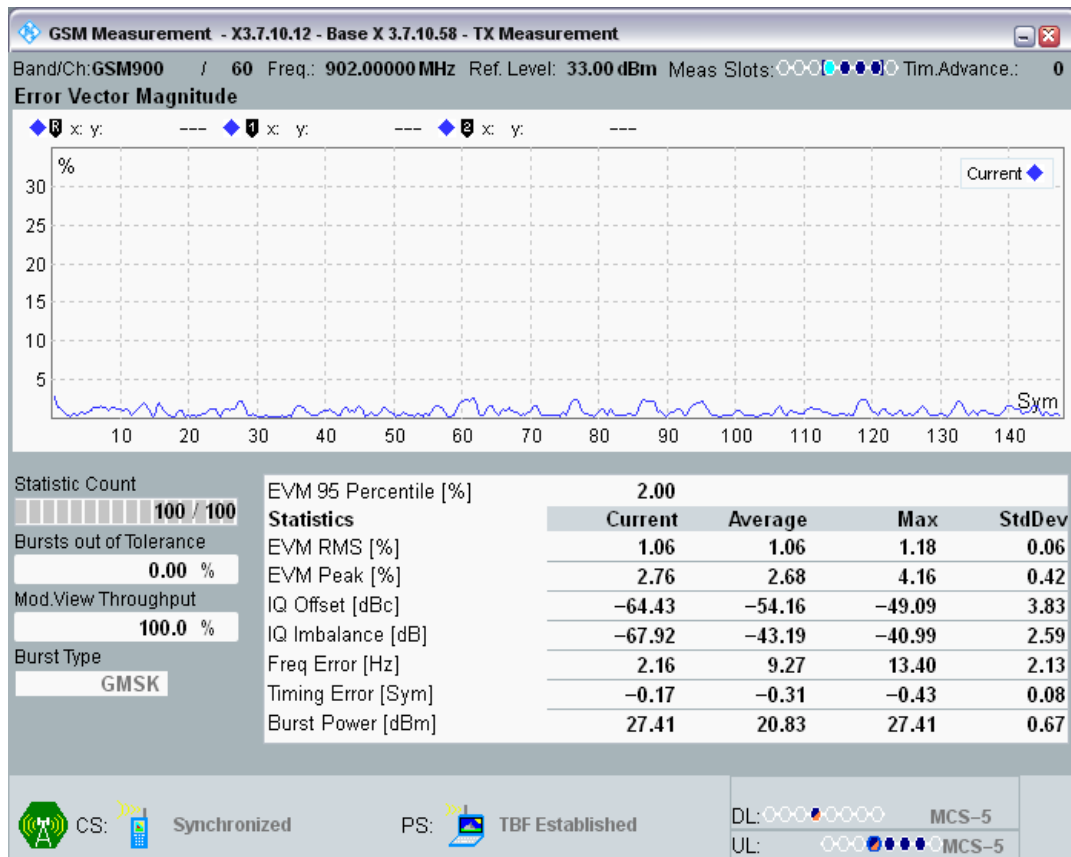 GSM Measurement - X3.7.10.12 - Base X 3.7.10.58 - TX Measurement
Band/Ch:GSM900 / 60 Freq.: 902.00000 MHz Ref. Level: 33.00 dBm Meas Slots: Tim.Advance.: 0
Error Vector Magnitude
R x: y: --- 1 x: y: --- 2 x: y: ---
%
Current
30
25
20
15
10
5
Sym
10 20 30 40 50 60 70 80 90 100 110 120 130 140
Statistic Count
100 / 100
Bursts out of Tolerance
0.00 %
Mod.View Throughput
100.0 %
Burst Type
GMSK
EVM 95 Percentile [%] 2.00
Statistics Current Average Max StdDev
EVM RMS [%] 1.06 1.06 1.18 0.06
EVM Peak [%] 2.76 2.68 4.16 0.42
IQ Offset [dBc] −64.43 −54.16 −49.09 3.83
IQ Imbalance [dB] −67.92 −43.19 −40.99 2.59
Freq Error [Hz] 2.16 9.27 13.40 2.13
Timing Error [Sym] −0.17 −0.31 −0.43 0.08
Burst Power [dBm] 27.41 20.83 27.41 0.67
CS: Synchronized PS: TBF Established
DL: MCS−5
UL: MCS−5